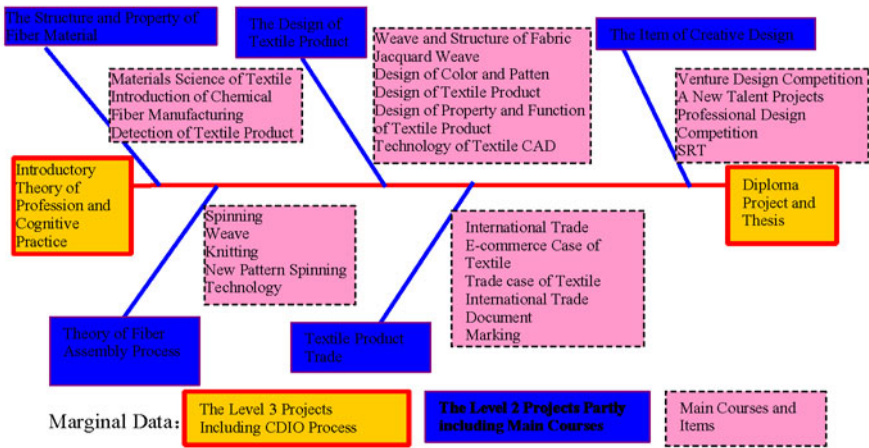 The Structure and Property of
Fiber Material
The Design of
Textile Product
Weave and Structure of Fabric
Jacquard Weave
Design of Color and Patten
Design of Textile Product
Design of Property and Function
of Textile Product
Technology of Textile CAD
The Item of Creative Design
Materials Science of Textile
Introduction of Chemical
Fiber Manufacturing
Detection of Textile Product
Venture Design Competition
A New Talent Projects
Professional Design
Competition
SRT
Introductory
Theory of
Profession and
Cognitive
Practice
Diploma
Project and
Thesis
Spinning
Weave
Knitting
New Pattern Spinning
Technology
International Trade
E-commerce Case of
Textile
Trade case of Textile
International Trade
Document
Marking
Theory of Fiber
Assembly Process
Textile Product
Trade
Marginal Data:
The Level 3 Projects
Including CDIO Process
The Level 2 Projects Partly
including Main Courses
Main Courses and
Items